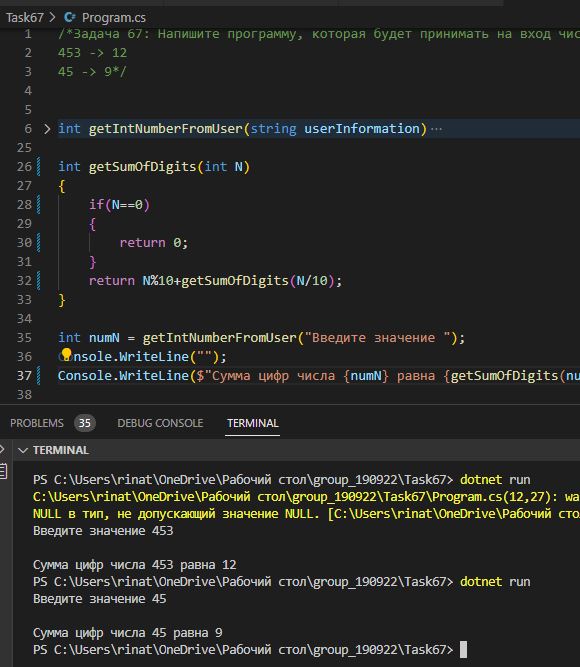 Task67 > C# Program.cs
1 /*Задача 67: Напишите программу, которая будет принимать на вход чис
2 453 -> 12
3 45 -> 9*/
4
5
6 > int getIntNumberFromUser(string userInformation) ...
25
26 int getSumOfDigits(int N)
27 {
28 if(N==0)
29 {
30 return 0;
31 }
32 return N%10+getSumOfDigits(N/10);
33 }
34
35 int numN = getIntNumberFromUser("Введите значение ");
36 nsole.WriteLine("");
37 Console.WriteLine($"Сумма цифр числа {numN} равна {getSumOfDigits(nu
38
PROBLEMS 35 DEBUG CONSOLE TERMINAL
TERMINAL
PS C:\Users\rinat\OneDrive\Рабочий стол\group_190922\Task67> dotnet run
C:\Users\rinat\OneDrive\Рабочий стол\group_190922\Task67\Program.cs(12,27): wa
NULL в тип, не допускающий значение NULL. [C:\Users\rinat\OneDrive\Рабочий сто
Введите значение 453

Сумма цифр числа 453 равна 12
PS C:\Users\rinat\OneDrive\Рабочий стол\group_190922\Task67> dotnet run
Введите значение 45

Сумма цифр числа 45 равна 9
PS C:\Users\rinat\OneDrive\Рабочий стол\group_190922\Task67>